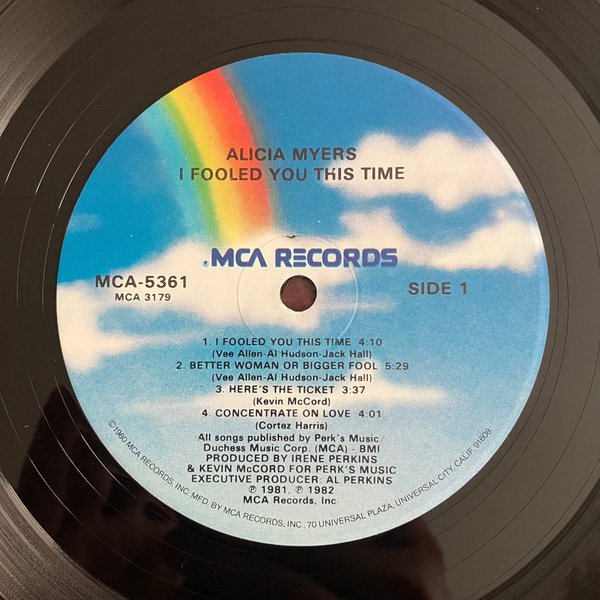 ALICIA MYERS
I FOOLED YOU THIS TIME
®MCA RECORDS
MCA-5361
MCA 3179
SIDE 1
1. I FOOLED YOU THIS TIME 4:10
(Vee Allen-Al Hudson-Jack Hall)
2. BETTER WOMAN OR BIGGER FOOL 5:29
(Vee Allen-Al Hudson-Jack Hall)
3. HERE'S THE TICKET 3:37
(Kevin McCord)
4. CONCENTRATE ON LOVE 4:01
(Cortez Harris)
All songs published by Perk's Music
Duchess Music Corp. (MCA) - BMI
PRODUCED BY IRENE PERKINS
& KEVIN McCORD FOR PERK'S MUSIC
EXECUTIVE PRODUCER: AL PERKINS
℗ 1981, ℗ 1982
MCA Records, Inc
©1980 MCA RECORDS, INC. MFD. BY MCA RECORDS, INC., 70 UNIVERSAL PLAZA, UNIVERSAL CITY, CALIF. 91608